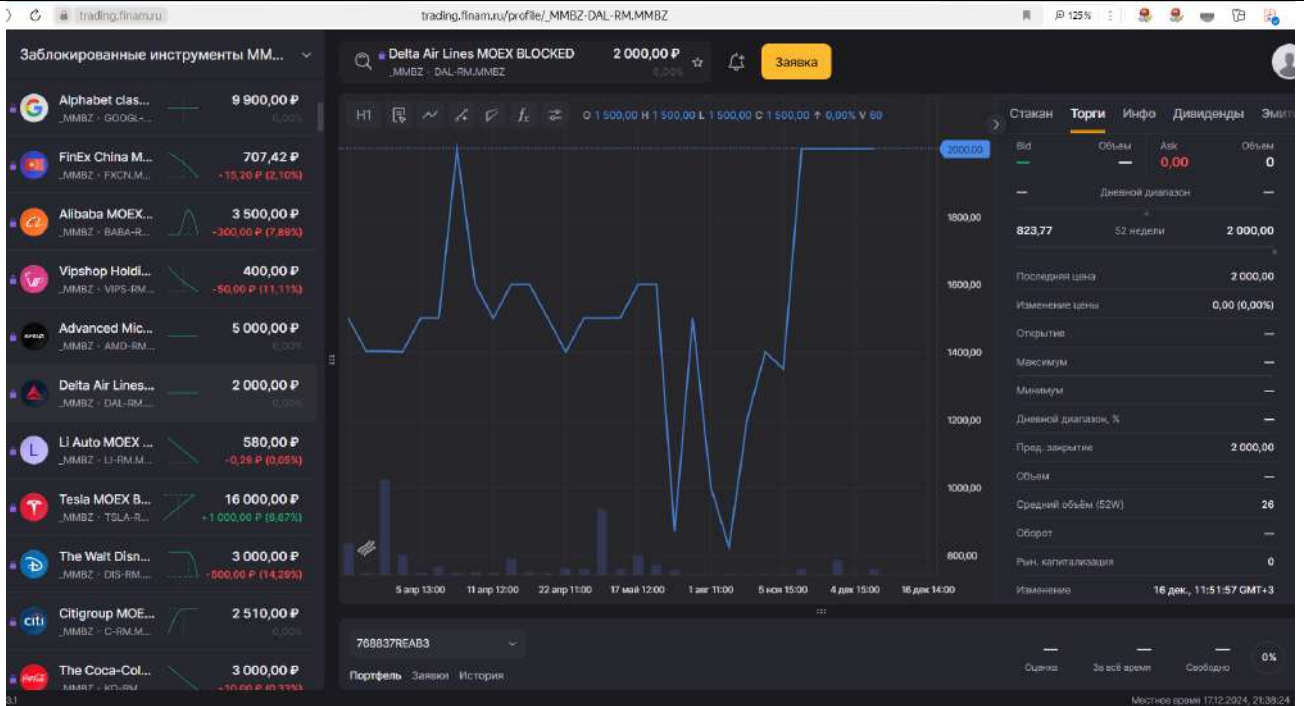 trading.finam.ru
trading.finam.ru/profile/_MMBZ-DAL-RM.MMBZ
125%
Заблокированные инструменты ММ...
Delta Air Lines MOEX BLOCKED
2 000,00 ₽
_MMBZ · DAL-RM.MMBZ
0,00%
Заявка
Alphabet clas...
9 900,00 ₽
_MMBZ · GOOGL-...
0,00%
FinEx China M...
707,42 ₽
_MMBZ · FXCN.M...
-15,20 ₽ (2,10%)
Alibaba MOEX...
3 500,00 ₽
_MMBZ · BABA-R...
-300,00 ₽ (7,89%)
Vipshop Holdi...
400,00 ₽
_MMBZ · VIPS-RM...
-50,00 ₽ (11,11%)
AMD
Advanced Mic...
5 000,00 ₽
_MMBZ · AMD-RM...
0,00%
Delta Air Lines...
2 000,00 ₽
_MMBZ · DAL-RM...
0,00%
L
Li Auto MOEX ...
580,00 ₽
_MMBZ · LI-RM.M...
-0,29 ₽ (0,05%)
Tesla MOEX B...
16 000,00 ₽
_MMBZ · TSLA-R...
+1 000,00 ₽ (6,67%)
The Walt Disn...
3 000,00 ₽
_MMBZ · DIS-RM...
-500,00 ₽ (14,29%)
citi
Citigroup MOE...
2 510,00 ₽
_MMBZ · C-RM.M...
0,00%
The Coca-Col...
3 000,00 ₽
_MMBZ · KO-RM
-10,00 ₽ (0,33%)
H1
O 1 500,00 H 1 500,00 L 1 500,00 C 1 500,00 ↑ 0,00% V 60
2000,00
1800,00
1600,00
1400,00
1200,00
1000,00
800,00
5 апр 13:00
11 апр 12:00
22 апр 11:00
17 май 12:00
1 авг 11:00
5 ноя 15:00
4 дек 15:00
16 дек 14:00
Стакан Торги Инфо Дивиденды Эмит
Bid Объем Ask Объем
— — 0,00 0
— Дневной диапазон —
823,77 52 недели 2 000,00
Последняя цена 2 000,00
Изменение цены 0,00 (0,00%)
Открытие —
Максимум —
Минимум —
Дневной диапазон, % —
Пред. закрытие 2 000,00
Объем —
Средний объём (52W) 26
Оборот —
Рын. капитализация 0
Изменение 16 дек., 11:51:57 GMT+3
768837REAB3
Портфель Заявки История
— — — 0%
Оценка За всё время Свободно
3.1
Местное время 17.12.2024, 21:38:24